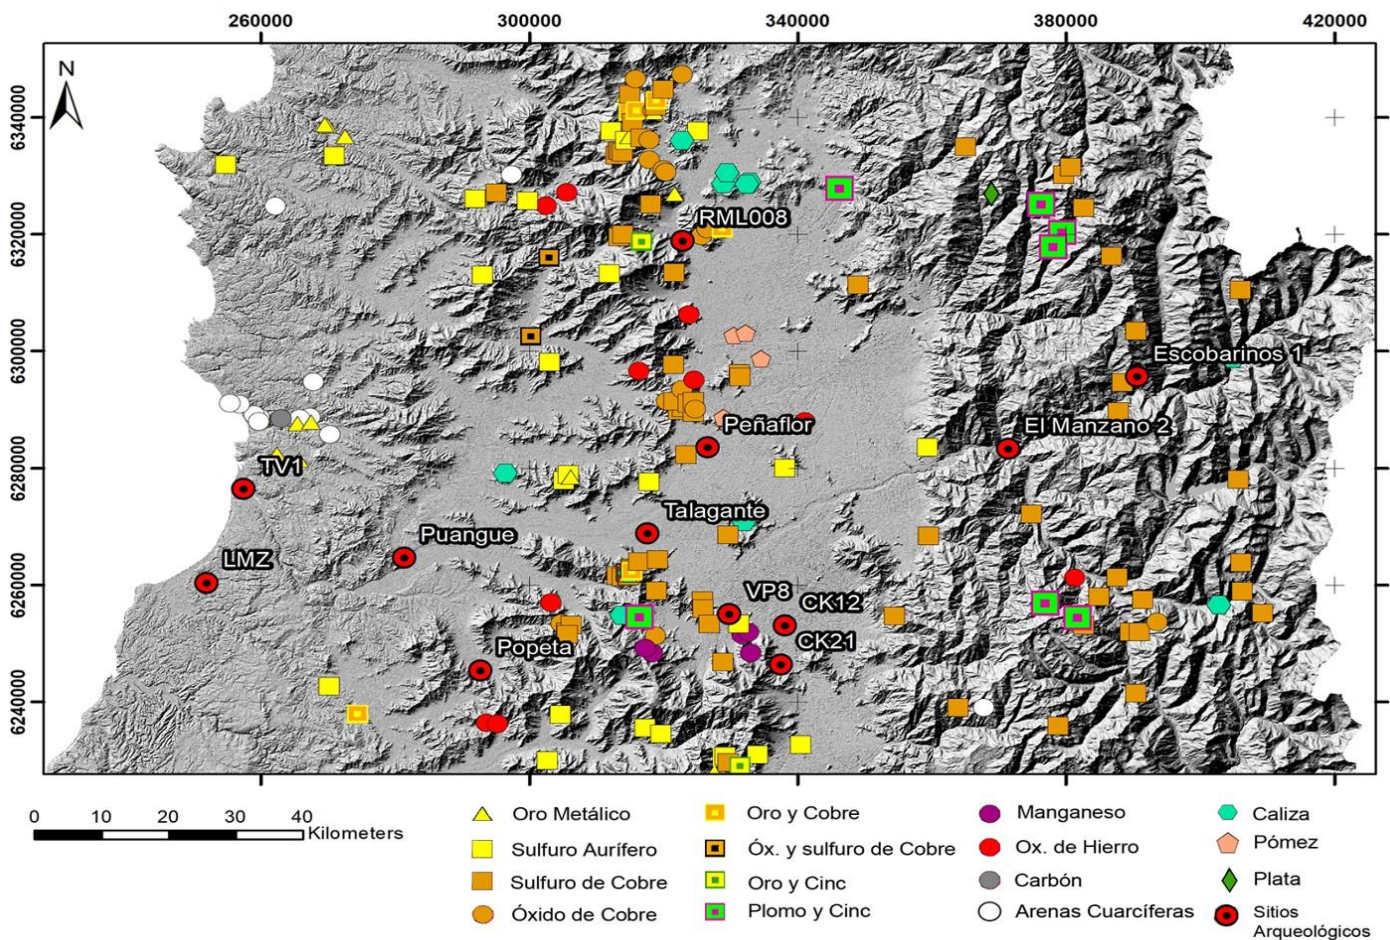 260000 300000 340000 380000 420000
N
6340000
6320000
RML008
6300000
Escobarinos 1
Peñaflor
El Manzano 2
6280000
TV1
Talagante
Puangue
LMZ
6260000
VP8
CK12
CK21
Popeta
6240000
0 10 20 30 40
Kilometers
Oro Metálico
Sulfuro Aurífero
Sulfuro de Cobre
Óxido de Cobre
Oro y Cobre
Óx. y sulfuro de Cobre
Oro y Cinc
Plomo y Cinc
Manganeso
Ox. de Hierro
Carbón
Arenas Cuarcíferas
Caliza
Pómez
Plata
Sitios
Arqueológicos